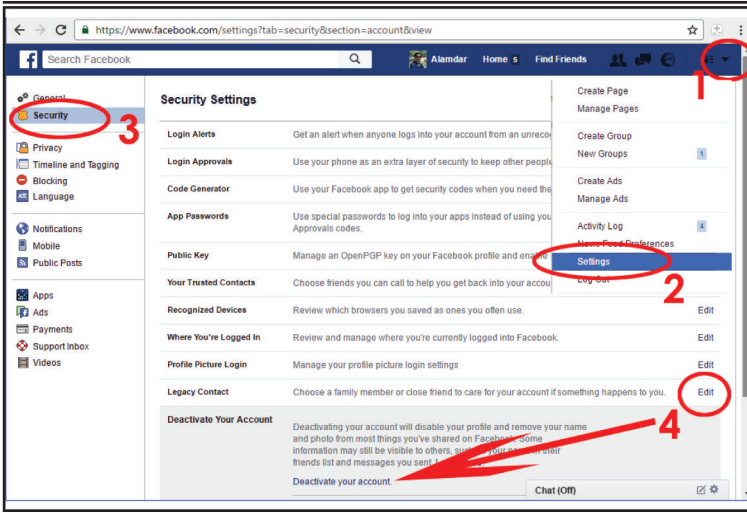 https://www.facebook.com/settings?tab=security&section=account&view
f Search Facebook Alamdar Home 5 Find Friends
1
General
Security
3
Privacy
Timeline and Tagging
Blocking
Language
Notifications
Mobile
Public Posts
Apps
Ads
Payments
Support Inbox
Videos
Security Settings
Login Alerts Get an alert when anyone logs into your account from an unreco
Login Approvals Use your phone as an extra layer of security to keep other people
Code Generator Use your Facebook app to get security codes when you need the
App Passwords Use special passwords to log into your apps instead of using you
Approvals codes.
Public Key Manage an OpenPGP key on your Facebook profile and enable
Your Trusted Contacts Choose friends you can call to help you get back into your accou
Recognized Devices Review which browsers you saved as ones you often use. Edit
Where You're Logged In Review and manage where you're currently logged into Facebook. Edit
Profile Picture Login Manage your profile picture login settings Edit
Legacy Contact Choose a family member or close friend to care for your account if something happens to you. Edit
Deactivate Your Account
Deactivating your account will disable your profile and remove your name
and photo from most things you've shared on Facebook. Some
information may still be visible to others, such your name in their
friends list and messages you sent.
Deactivate your account.
4
Create Page
Manage Pages
Create Group
New Groups 1
Create Ads
Manage Ads
Activity Log 4
News Feed Preferences
Settings
Log Out
2
Chat (Off)